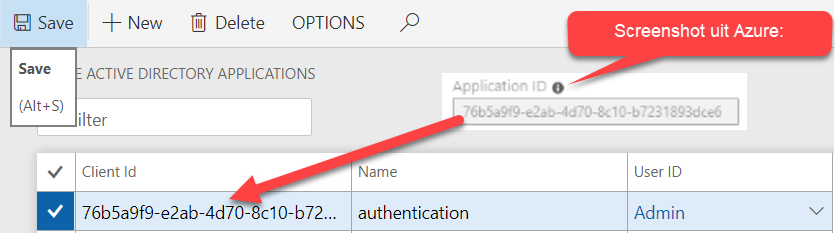 Save
New
Delete
OPTIONS
Screenshot uit Azure:
Save
(Alt+S)
E ACTIVE DIRECTORY APPLICATIONS
Application ID
76b5a9f9-e2ab-4d70-8c10-b7231893dce6
ilter
Client Id
Name
User ID
76b5a9f9-e2ab-4d70-8c10-b72...
authentication
Admin